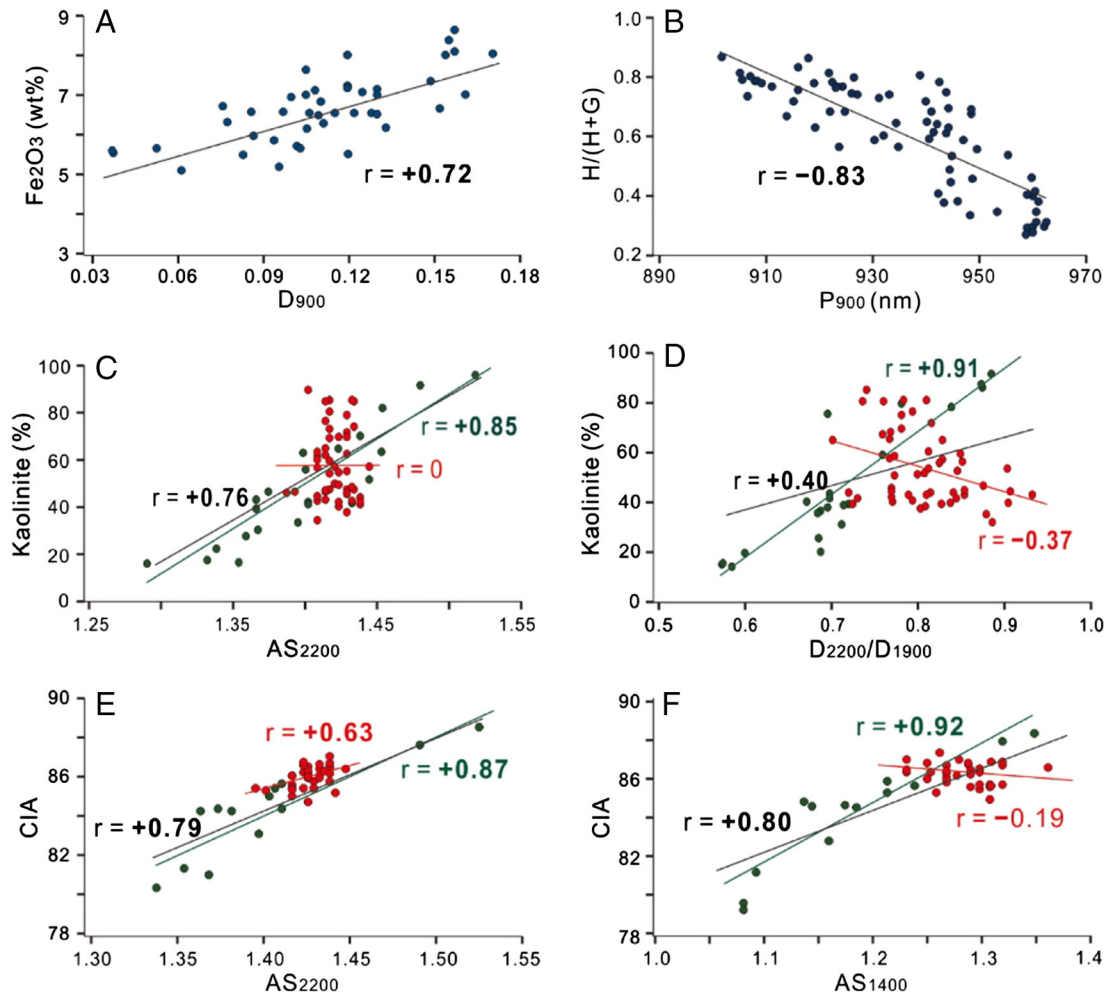 A
Fe2O3 (wt%)
9
7
5
3
r = +0.72
0.03 0.06 0.09 0.12 0.15 0.18
D900
B
H/(H+G)
1.0
0.8
0.6
0.4
0.2
r = −0.83
890 910 930 950 970
P900 (nm)
C
Kaolinite (%)
100
80
60
40
20
0
r = +0.85
r = 0
r = +0.76
1.25 1.35 1.45 1.55
AS2200
D
Kaolinite (%)
100
80
60
40
20
0
r = +0.91
r = +0.40
r = −0.37
0.5 0.6 0.7 0.8 0.9 1.0
D2200/D1900
E
CIA
90
86
82
78
r = +0.63
r = +0.87
r = +0.79
1.30 1.35 1.40 1.45 1.50 1.55
AS2200
F
CIA
90
86
82
78
r = +0.92
r = +0.80
r = −0.19
1.0 1.1 1.2 1.3 1.4
AS1400